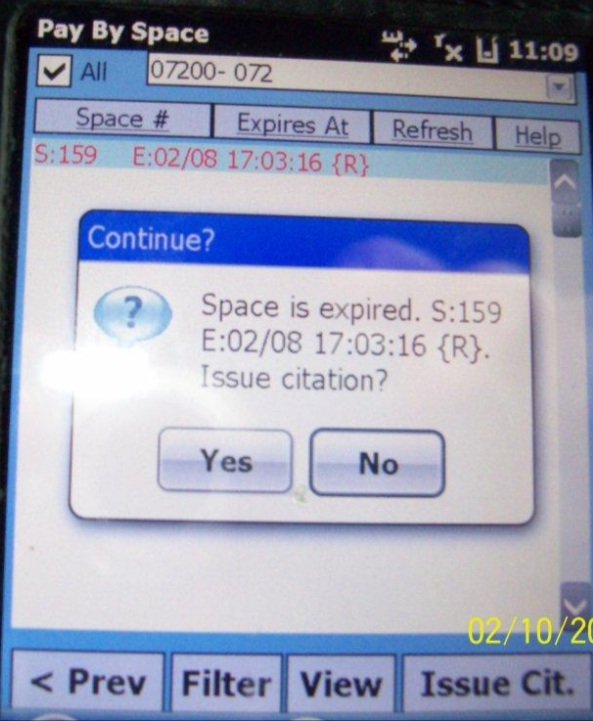 Pay By Space 11:09
All 07200- 072
Space # Expires At Refresh Help
S:159 E:02/08 17:03:16 {R}
Continue?
Space is expired. S:159
E:02/08 17:03:16 {R}.
Issue citation?
Yes No
02/10/20
< Prev Filter View Issue Cit.